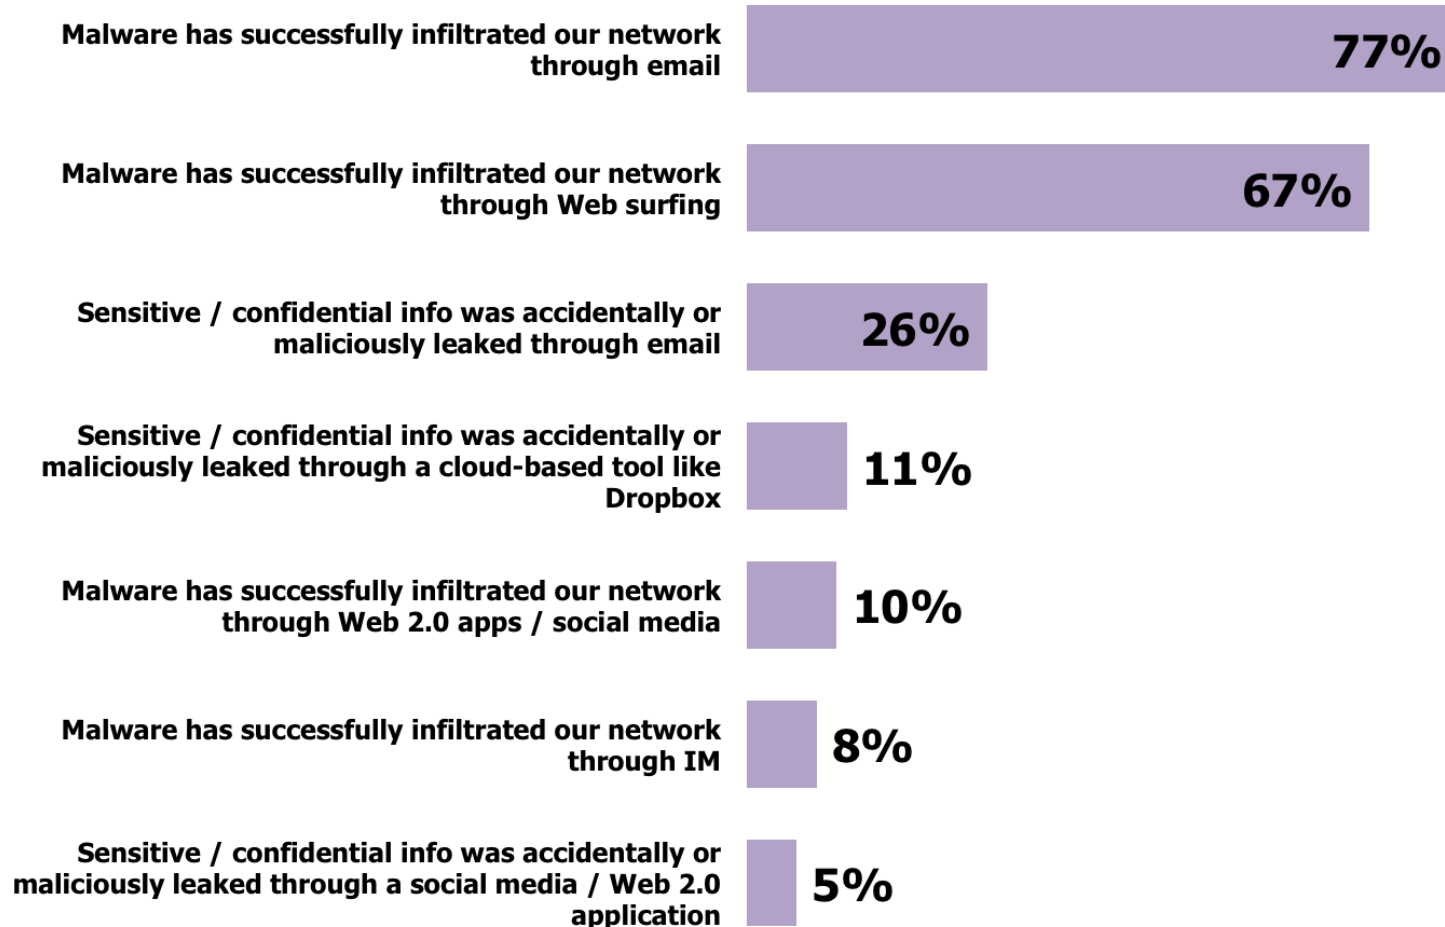 Malware has successfully infiltrated our network
through email
77%
Malware has successfully infiltrated our network
through Web surfing
67%
Sensitive / confidential info was accidentally or
maliciously leaked through email
26%
Sensitive / confidential info was accidentally or
maliciously leaked through a cloud-based tool like
Dropbox
11%
Malware has successfully infiltrated our network
through Web 2.0 apps / social media
10%
Malware has successfully infiltrated our network
through IM
8%
Sensitive / confidential info was accidentally or
maliciously leaked through a social media / Web 2.0
application
5%